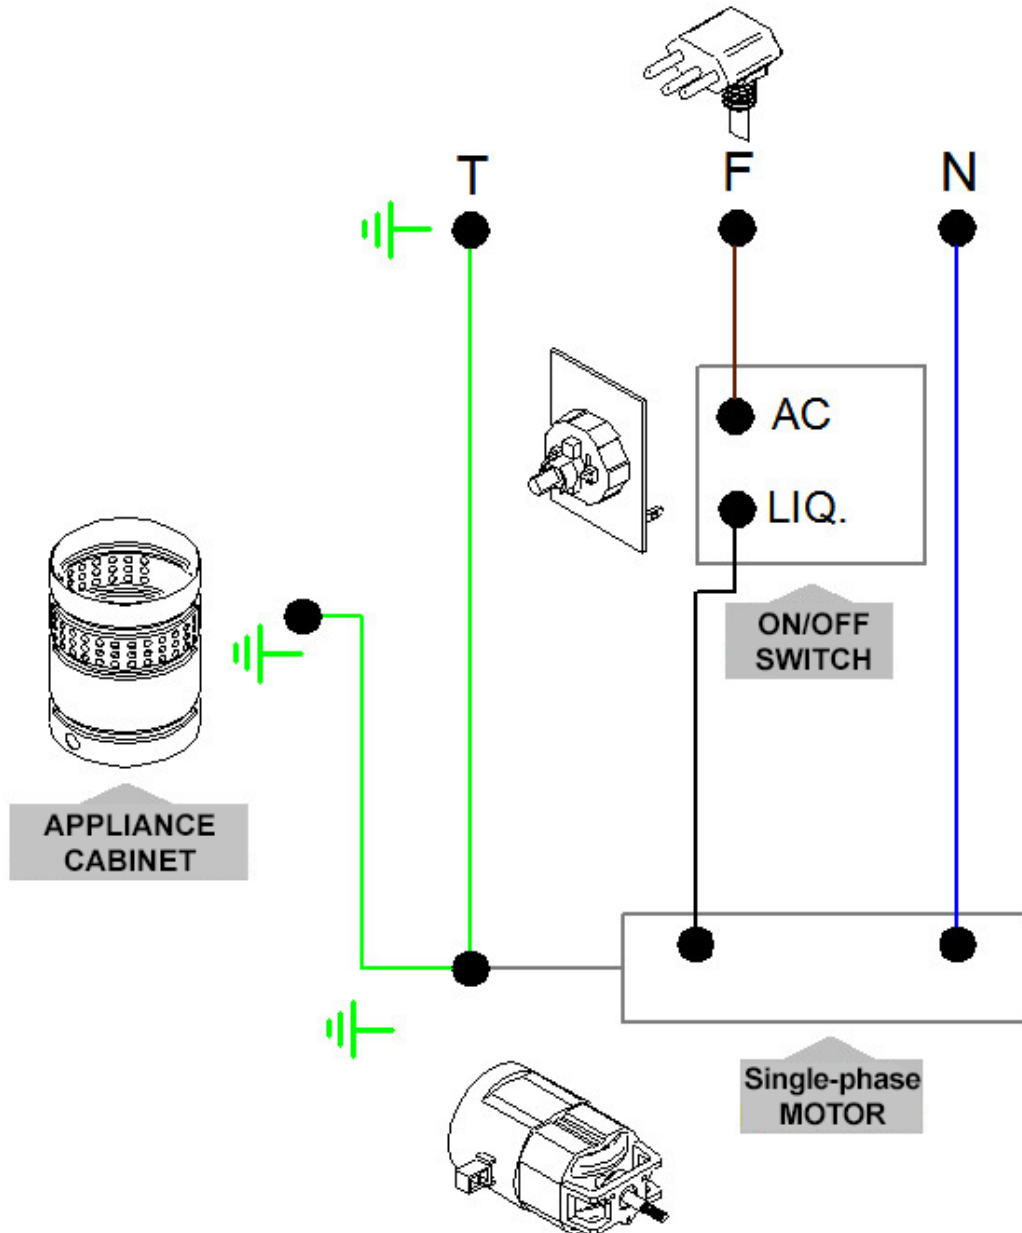 T
F
N
AC
LIQ.
ON/OFF
SWITCH
APPLIANCE
CABINET
Single-phase
MOTOR